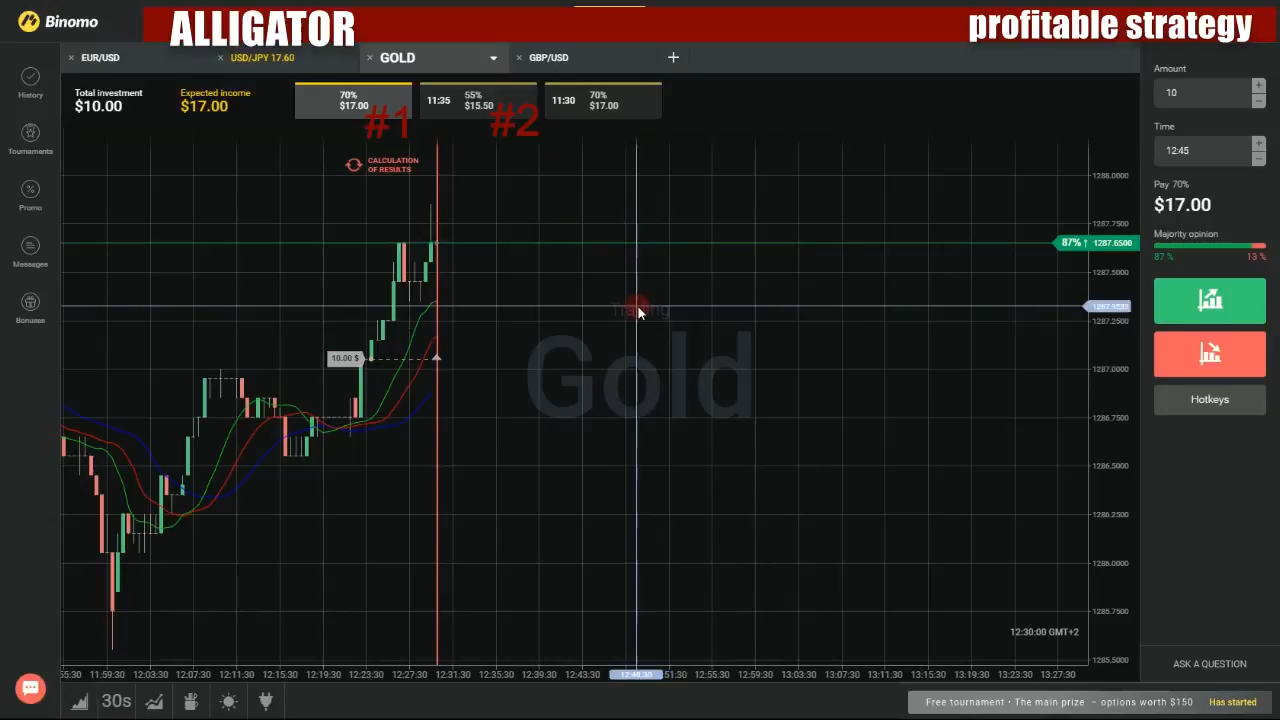 ALLIGATOR
profitable strategy
Binomo
× EUR/USD
× USD/JPY 17.60
× GOLD
× GBP/USD
+
Total investment
$10.00
Expected income
$17.00
70%
$17.00
11:35
55%
$15.50
11:30
70%
$17.00
#1
#2
CALCULATION
OF RESULTS
History
Tournaments
Promo
Messages
Bonuses
Amount
10
Time
12:45
Pay 70%
$17.00
Majority opinion
87 %
13 %
Hotkeys
1288.0000
1287.7500
87% ↑ 1287.6500
1287.5000
1287.2500
1287.0000
1286.7500
1286.5000
1286.2500
1286.0000
1285.7500
1285.5000
10.00 $
Trading
Gold
12:30:00 GMT+2
55:30 11:59:30 12:03:30 12:07:30 12:11:30 12:15:30 12:19:30 12:23:30 12:27:30 12:31:30 12:35:30 12:39:30 12:43:30 12:48:30 51:30 12:55:30 12:59:30 13:03:30 13:07:30 13:11:30 13:15:30 13:19:30 13:23:30 13:27:30
ASK A QUESTION
30s
Free tournament · The main prize – options worth $150 Has started